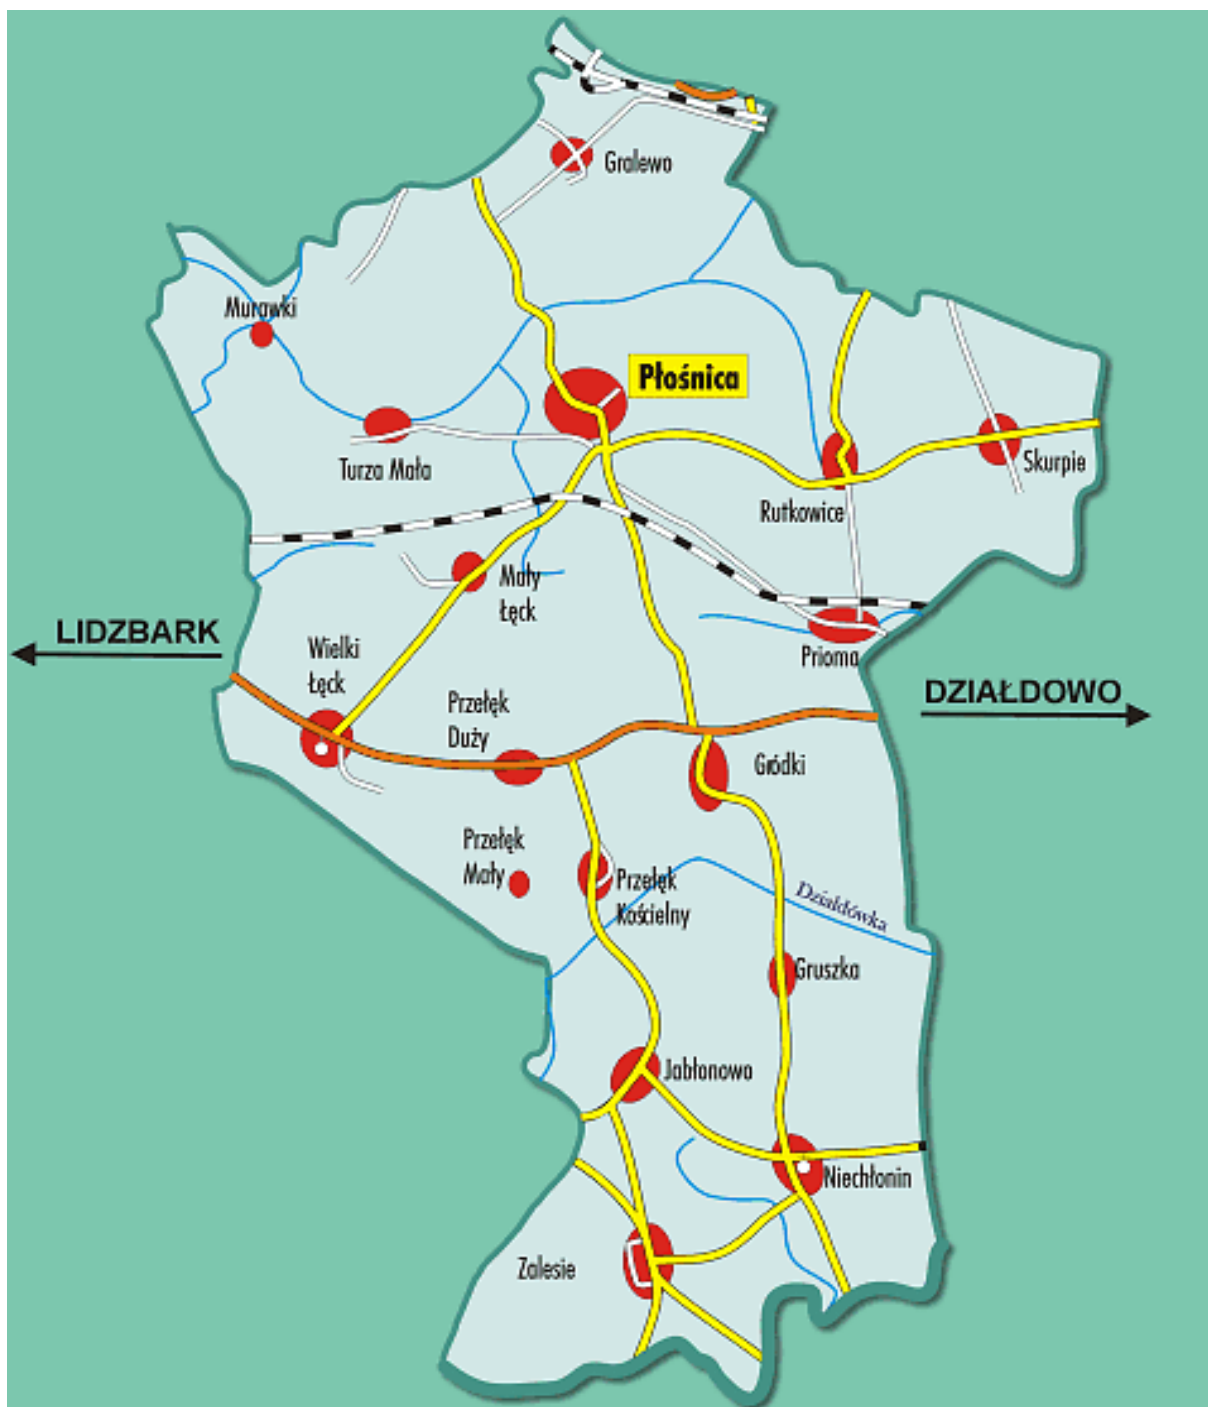 Gralewo
Murawki
Płośnica
Turza Mała
Skurpie
Rutkowice
Mały
Łęck
LIDZBARK
Wielki
Łęck
Prioma
DZIAŁDOWO
Przełęk
Duży
Gródki
Przełęk
Mały
Przełęk
Kościelny
Działdówka
Gruszka
Jabłonowo
Niechłonin
Zalesie